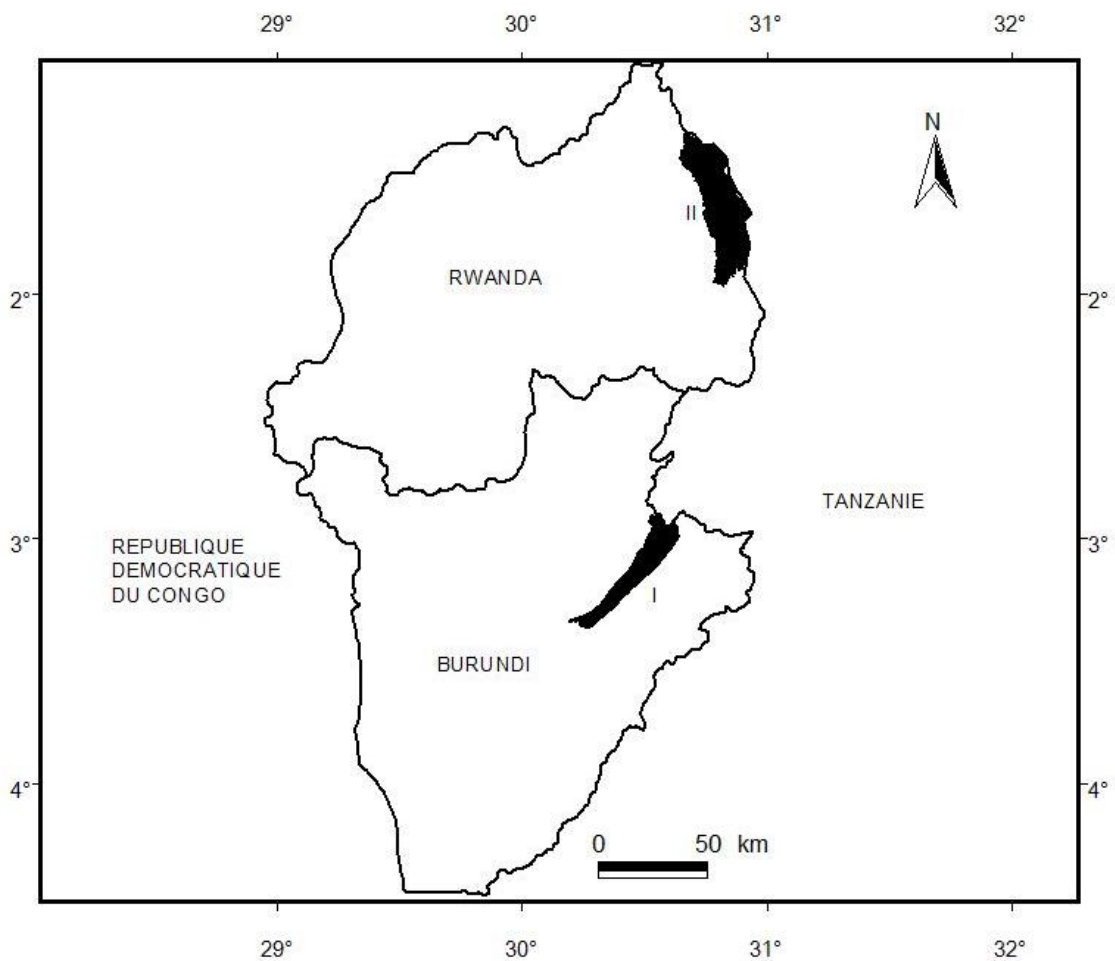 29° 30° 31° 32°
N
II
RWANDA
2° 2°
TANZANIE
3° 3°
REPUBLIQUE
DEMOCRATIQUE
DU CONGO
I
BURUNDI
4° 4°
0 50 km
29° 30° 31° 32°